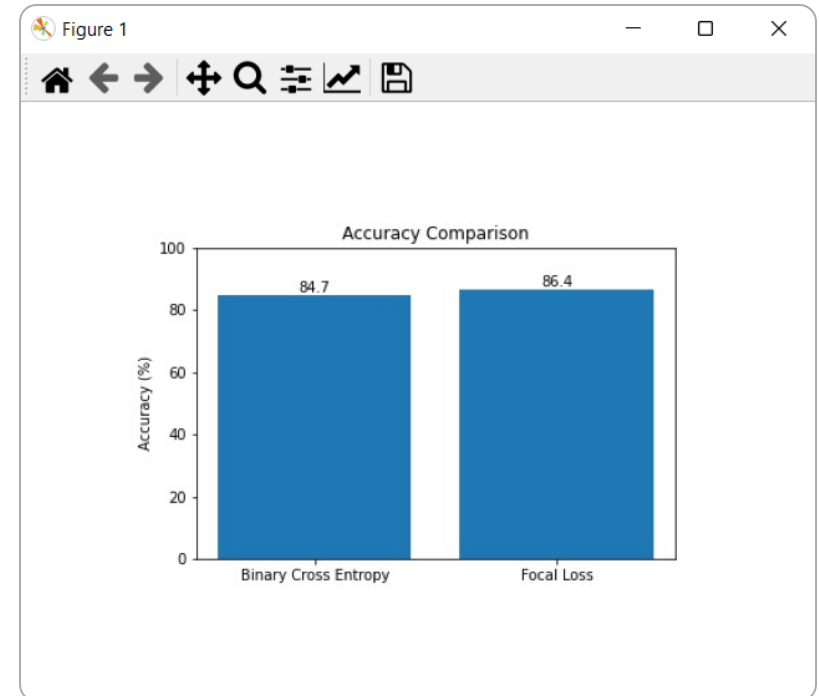 Figure 1
Accuracy Comparison
100
80
60
40
20
0
Accuracy (%)
84.7
86.4
Binary Cross Entropy
Focal Loss